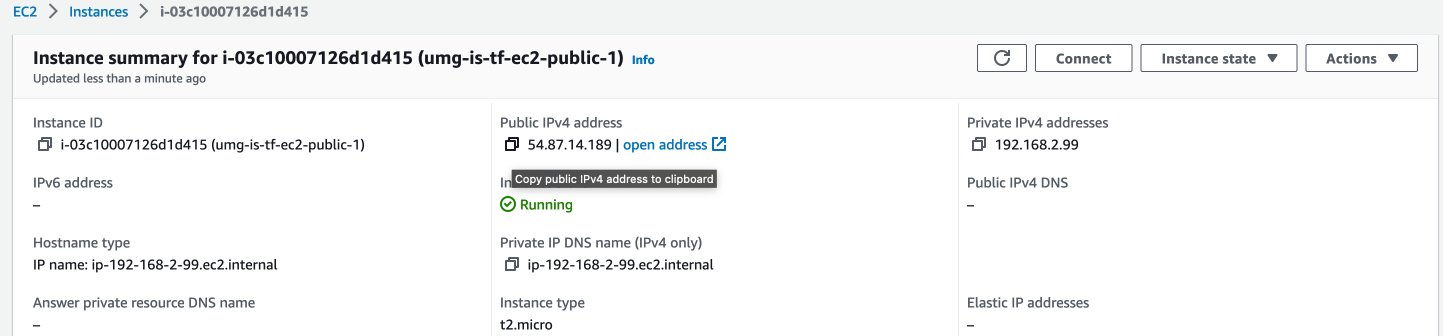 EC2 > Instances > i-03c10007126d1d415
Instance summary for i-03c10007126d1d415 (umg-is-tf-ec2-public-1) Info
Updated less than a minute ago
Connect
Instance state
Actions
Instance ID
i-03c10007126d1d415 (umg-is-tf-ec2-public-1)
Public IPv4 address
54.87.14.189 | open address
Private IPv4 addresses
192.168.2.99
Copy public IPv4 address to clipboard
IPv6 address
–
In
Running
Public IPv4 DNS
–
Hostname type
IP name: ip-192-168-2-99.ec2.internal
Private IP DNS name (IPv4 only)
ip-192-168-2-99.ec2.internal
Answer private resource DNS name
–
Instance type
t2.micro
Elastic IP addresses
–